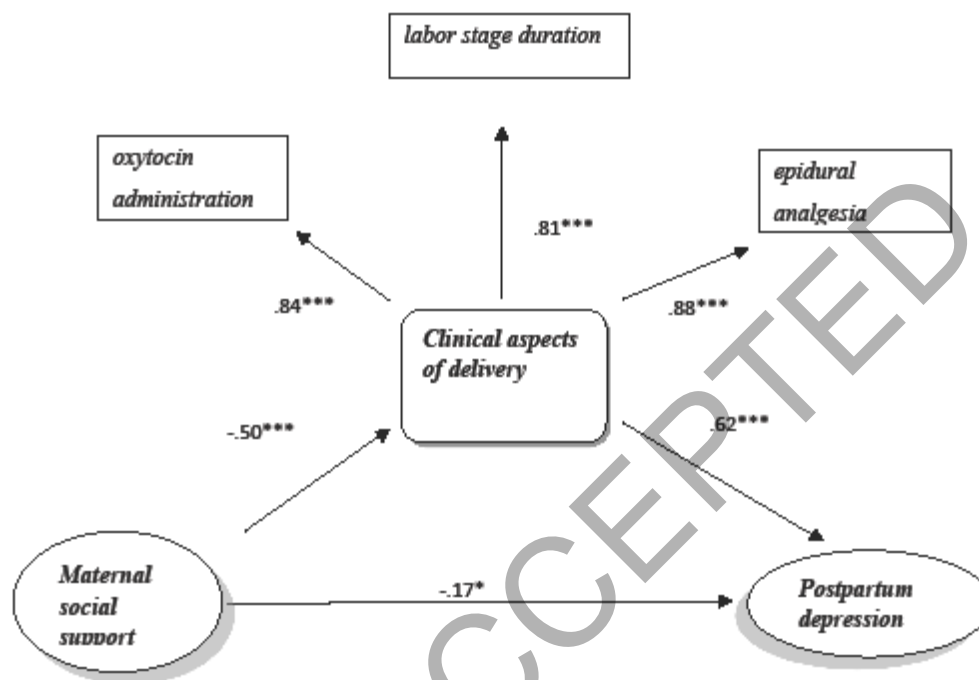 labor stage duration
oxytocin
administration
epidural
analgesia
.81***
.84***
.88***
Clinical aspects
of delivery
-.50***
.62***
Maternal
social
support
-.17*
Postpartum
depression
CCEPTED